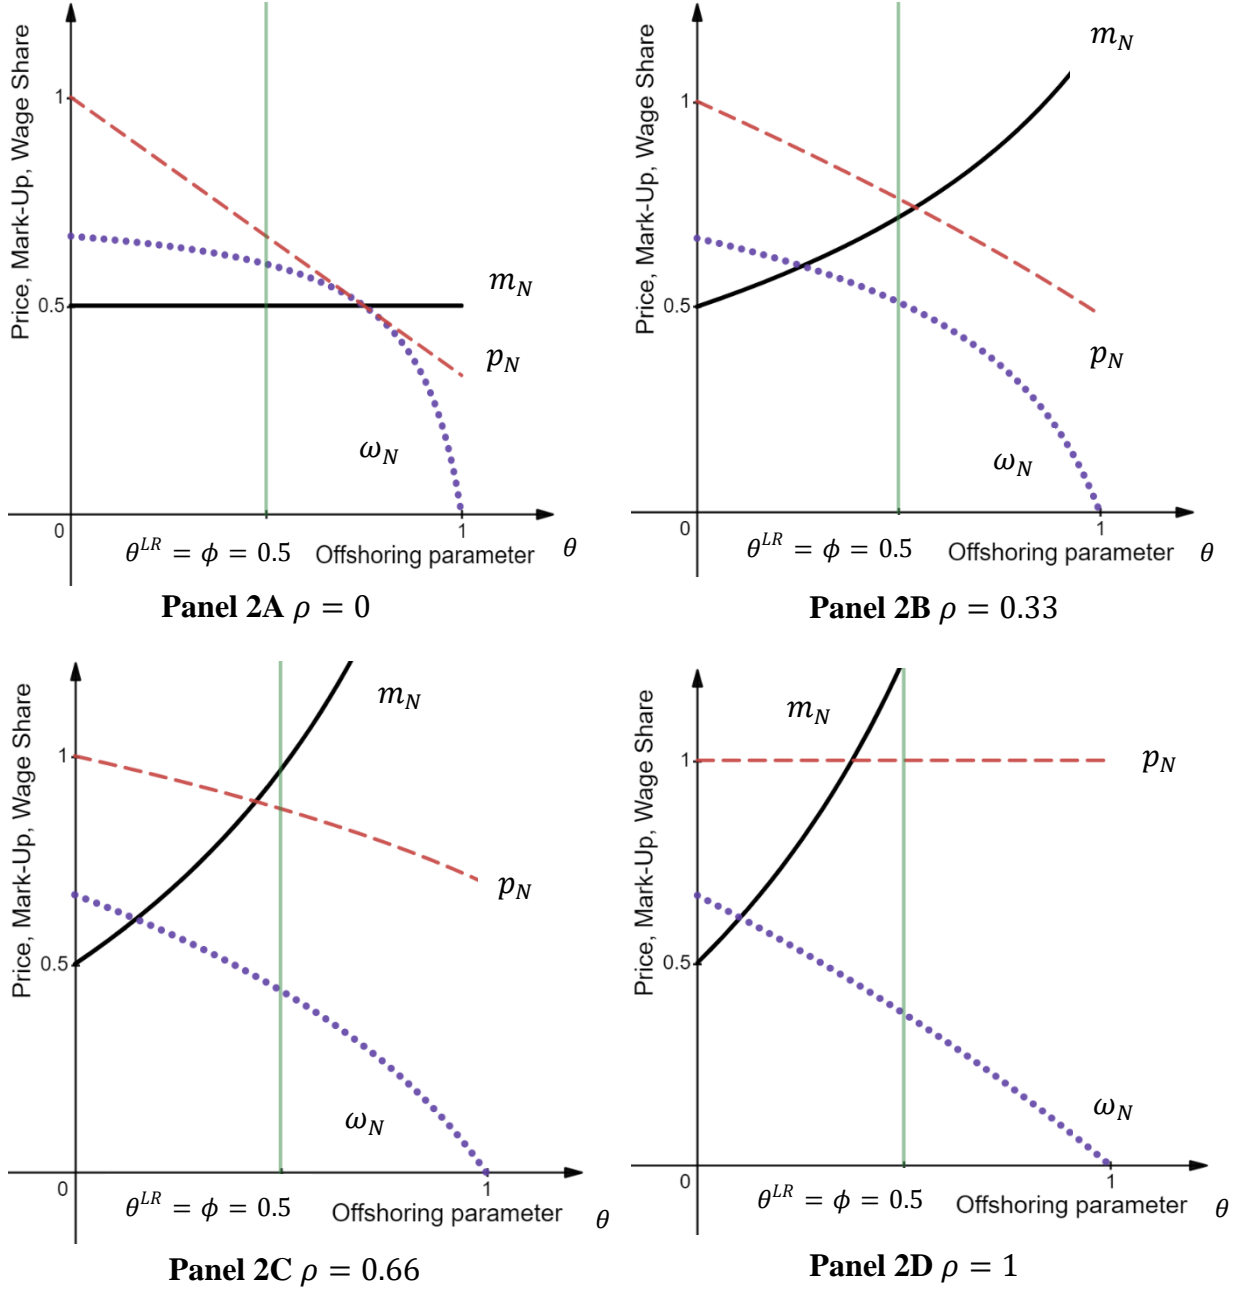 Price, Mark-Up, Wage Share
1
0.5
0
m_N
p_N
ω_N
1
θ^{LR} = ϕ = 0.5
Offshoring parameter
θ
Panel 2A ρ = 0
Price, Mark-Up, Wage Share
1
0.5
0
m_N
p_N
ω_N
1
θ^{LR} = ϕ = 0.5
Offshoring parameter
θ
Panel 2B ρ = 0.33
Price, Mark-Up, Wage Share
1
0.5
0
m_N
p_N
ω_N
1
θ^{LR} = ϕ = 0.5
Offshoring parameter
θ
Panel 2C ρ = 0.66
Price, Mark-Up, Wage Share
1
0.5
0
m_N
p_N
ω_N
1
θ^{LR} = ϕ = 0.5
Offshoring parameter
θ
Panel 2D ρ = 1